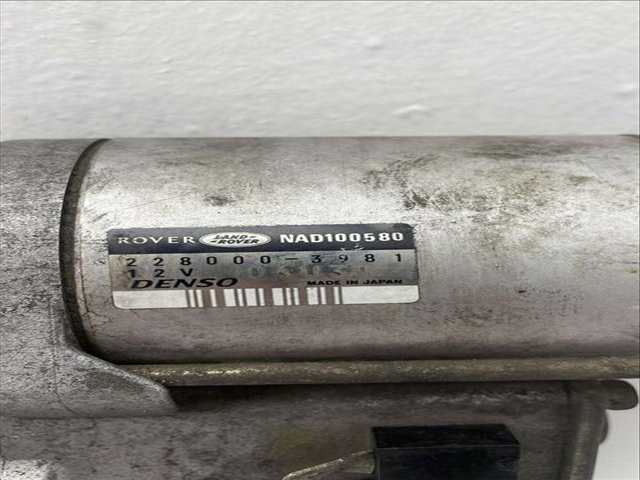 ROVER LAND-ROVER NAD100580
228000-3981
12V
DENSO MADE IN JAPAN